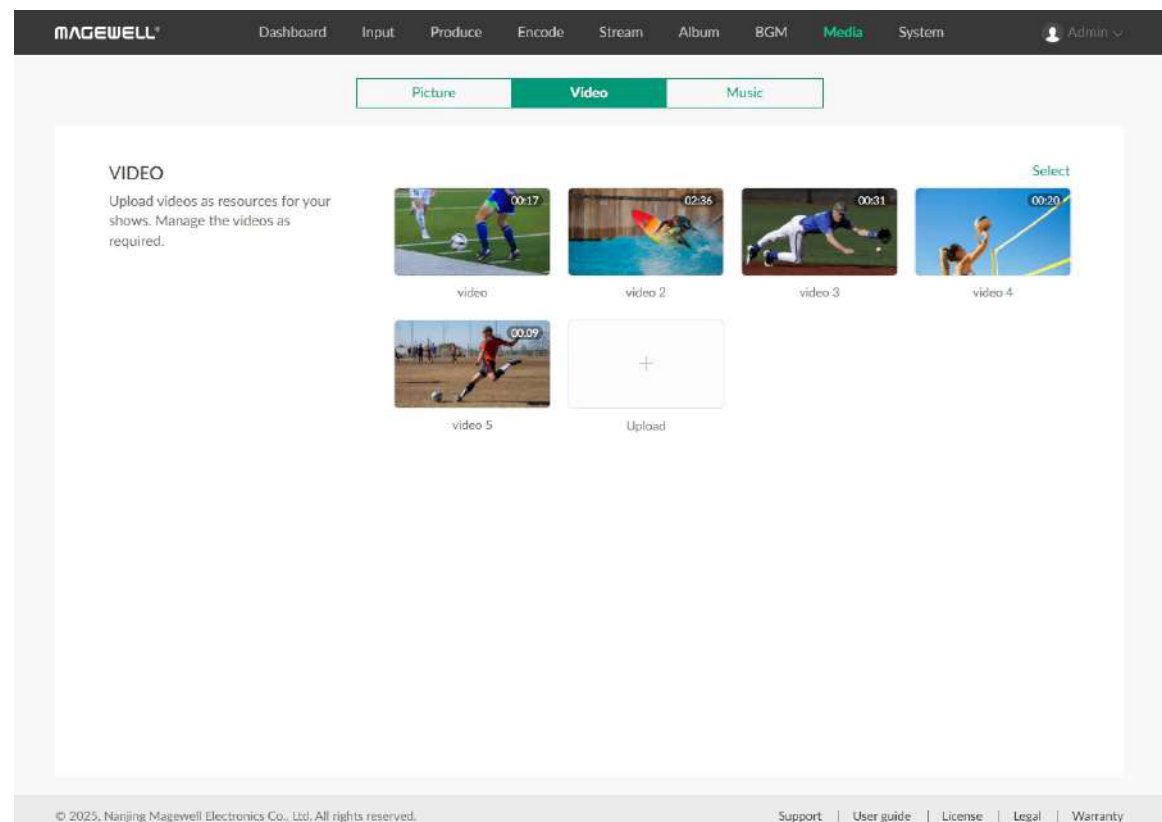 MAGEWELL®
Dashboard Input Produce Encode Stream Album BGM Media System Admin
Picture Video Music
VIDEO
Select
Upload videos as resources for your
shows. Manage the videos as
required.
00:17 02:36 00:31 00:20
video video 2 video 3 video 4
00:09
video 5 Upload
© 2025, Nanjing Magewell Electronics Co., Ltd. All rights reserved. Support | User guide | License | Legal | Warranty